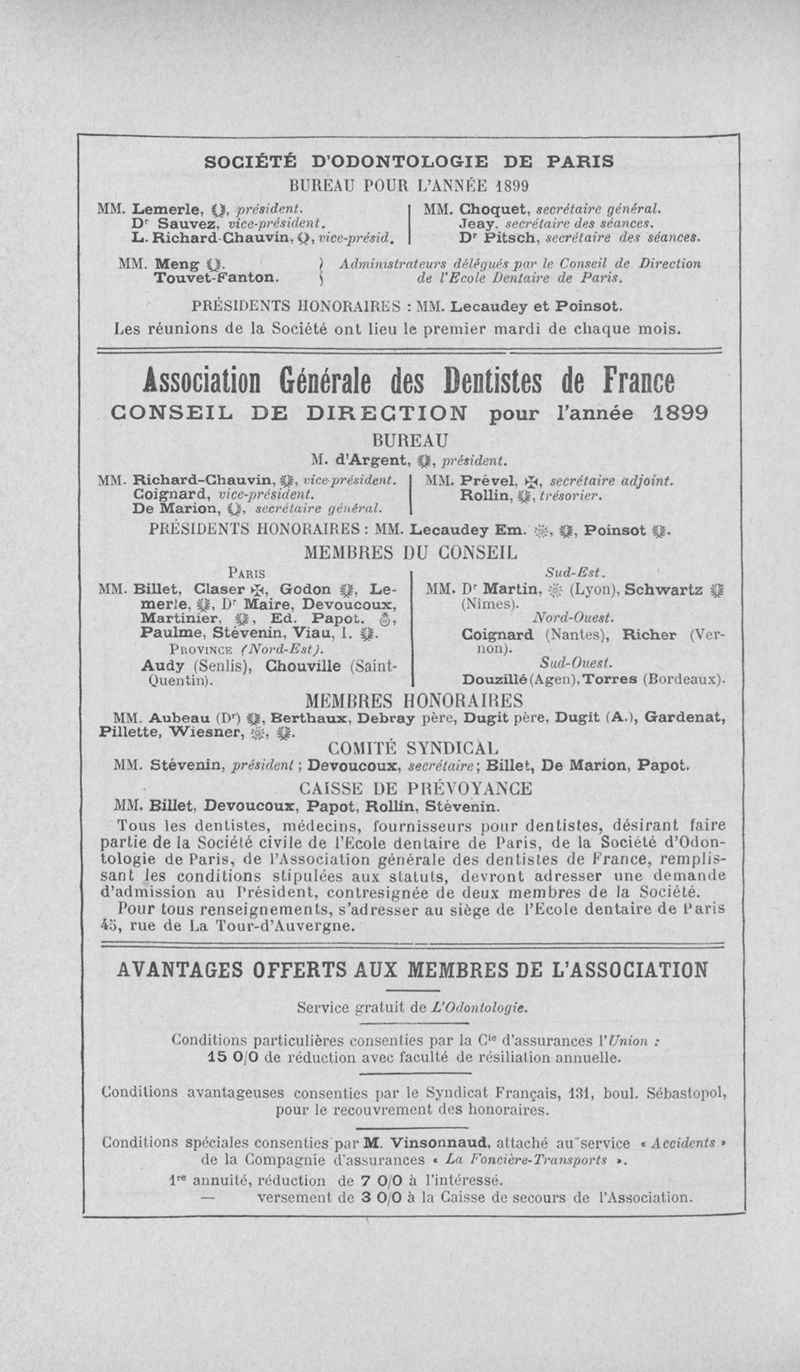 SOCIÉTÉ D'ODONTOLOGIE DE PARIS
BUREAU POUR L'ANNÉE 1899
MM. Lemerle, président.
Dr Sauvez, vice-président.
L. Richard-Chauvin, vice-présid.
MM. Choquet, secrétaire général.
Jeay, secrétaire des séances.
Dr Pitsch, secrétaire des séances.
MM. Meng
Touvet-Fanton.
Administrateurs délégués par le Conseil de Direction
de l'Ecole Dentaire de Paris.
PRÉSIDENTS HONORAIRES : MM. Lecaudey et Poinsot.
Les réunions de la Société ont lieu le premier mardi de chaque mois.
Association Générale des Dentistes de France
CONSEIL DE DIRECTION pour l'année 1899
BUREAU
M. d'Argent, président.
MM. Richard-Chauvin, vice-président.
Coignard, vice-président.
De Marion, secrétaire général.
MM. Prével, secrétaire adjoint.
Rollin, trésorier.
PRÉSIDENTS HONORAIRES : MM. Lecaudey Em. , Poinsot .
MEMBRES DU CONSEIL
PARIS
MM. Billet, Claser , Godon , Le-
merle, , Dr Maire, Devoucoux,
Martinier, , Ed. Papot. ,
Paulme, Stévenin, Viau, I. .
PROVINCE (Nord-Est).
Audy (Senlis), Chouville (Saint-
Quentin).
Sud-Est.
MM. Dr Martin, (Lyon), Schwartz
(Nimes).
Nord-Ouest.
Coignard (Nantes), Richer (Ver-
non).
Sud-Ouest.
Douzillé (Agen), Torres (Bordeaux).
MEMBRES HONORAIRES
MM. Aubeau (Dr) , Berthaux, Debray père, Dugit père, Dugit (A.), Gardenat,
Pillette, Wiesner, , .
COMITÉ SYNDICAL
MM. Stévenin, président ; Devoucoux, secrétaire ; Billet, De Marion, Papot.
CAISSE DE PRÉVOYANCE
MM. Billet, Devoucoux, Papot, Rollin, Stévenin.
Tous les dentistes, médecins, fournisseurs pour dentistes, désirant faire
partie de la Société civile de l'Ecole dentaire de Paris, de la Société d'Odon-
tologie de Paris, de l'Association générale des dentistes de France, remplis-
sant les conditions stipulées aux statuts, devront adresser une demande
d'admission au Président, contresignée de deux membres de la Société.
Pour tous renseignements, s'adresser au siège de l'Ecole dentaire de Paris
45, rue de La Tour-d'Auvergne.
AVANTAGES OFFERTS AUX MEMBRES DE L'ASSOCIATION
Service gratuit de L'Odontologie.
Conditions particulières consenties par la Cie d'assurances l'Union :
15 0/0 de réduction avec faculté de résiliation annuelle.
Conditions avantageuses consenties par le Syndicat Français, 131, boul. Sébastopol,
pour le recouvrement des honoraires.
Conditions spéciales consenties par M. Vinsonnaud, attaché au service « Accidents »
de la Compagnie d'assurances « La Foncière-Transports ».
1re annuité, réduction de 7 0/0 à l'intéressé.
— versement de 3 0/0 à la Caisse de secours de l'Association.